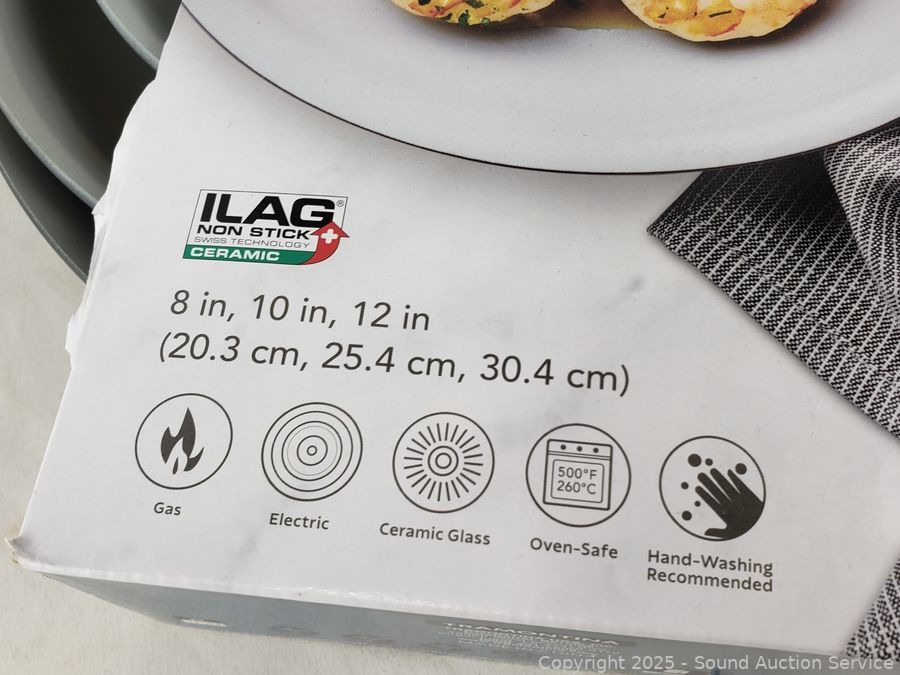 ILAG®
NON STICK
SWISS TECHNOLOGY
CERAMIC
8 in, 10 in, 12 in
(20.3 cm, 25.4 cm, 30.4 cm)
500°F
260°C
Gas
Electric
Ceramic Glass
Oven-Safe
Hand-Washing
Recommended
TRAMONTINA
Copyright 2025 - Sound Auction Service